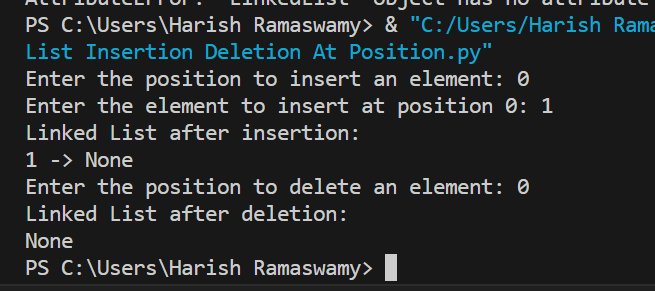 AttributeError: 'LinkedList' object has no attribute
PS C:\Users\Harish Ramaswamy> & "C:/Users/Harish Rama
List Insertion Deletion At Position.py"
Enter the position to insert an element: 0
Enter the element to insert at position 0: 1
Linked List after insertion:
1 -> None
Enter the position to delete an element: 0
Linked List after deletion:
None
PS C:\Users\Harish Ramaswamy>